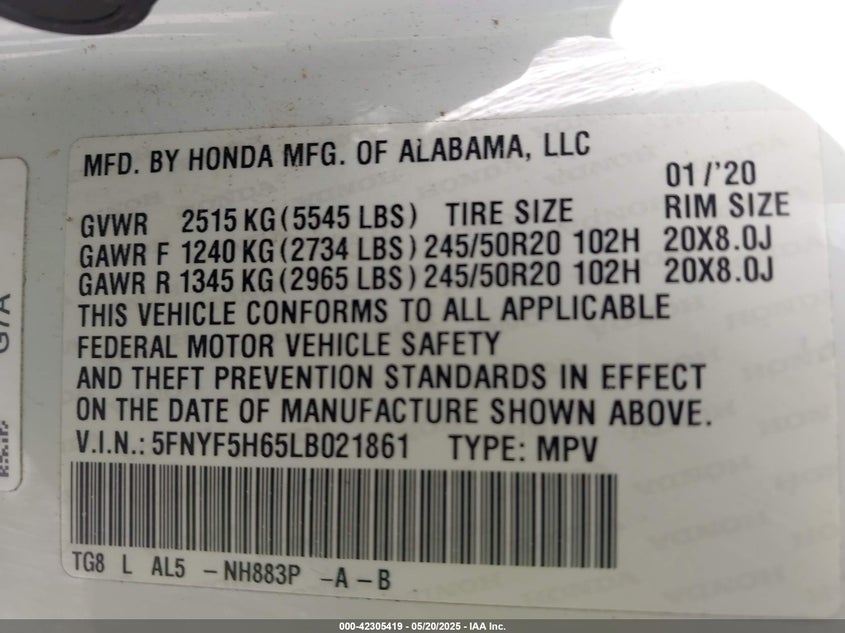 MFD. BY HONDA MFG. OF ALABAMA, LLC
01/'20
GVWR 2515 KG (5545 LBS) TIRE SIZE RIM SIZE
GAWR F 1240 KG (2734 LBS) 245/50R20 102H 20X8.0J
GAWR R 1345 KG (2965 LBS) 245/50R20 102H 20X8.0J
THIS VEHICLE CONFORMS TO ALL APPLICABLE
FEDERAL MOTOR VEHICLE SAFETY
AND THEFT PREVENTION STANDARDS IN EFFECT
ON THE DATE OF MANUFACTURE SHOWN ABOVE.
V.I.N.: 5FNYF5H65LB021861 TYPE: MPV
TG8 L AL5 -NH883P -A -B
000-42305419 - 05/20/2025 - IAA Inc.